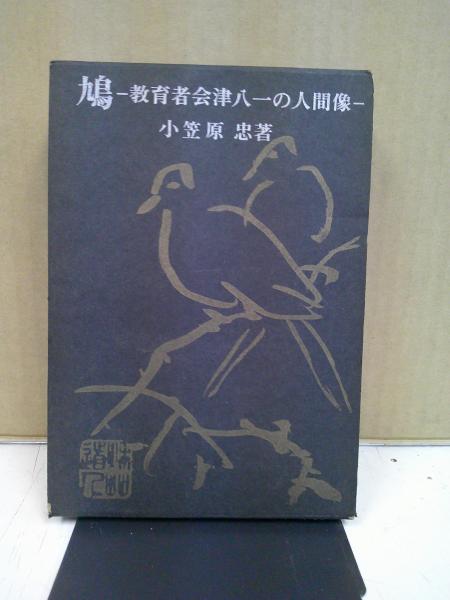 鳩－教育者会津八一の人間像－
小笠原 忠著